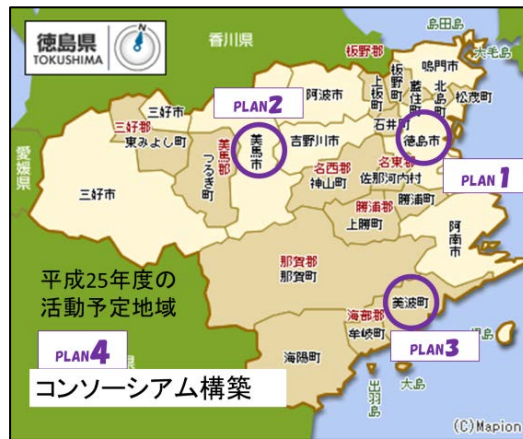 徳島県
TOKUSHIMA
香川県
島田島
大毛島
板野郡
鳴門市
板野町
上板町
藍住町
北島町
松茂町
PLAN2
阿波市
三好市
三好郡
東みよし町
美馬郡
つるぎ町
美馬市
吉野川市
石井町
徳島市
名東郡
佐那河内村
名西郡
神山町
PLAN 1
愛媛県
三好市
勝浦郡
勝浦町
上勝町
阿南市
那賀郡
那賀町
平成25年度の
活動予定地域
美波町
海部郡
牟岐町
海陽町
PLAN3
PLAN4
コンソーシアム構築
出羽島
大島
島
(C)Mapion